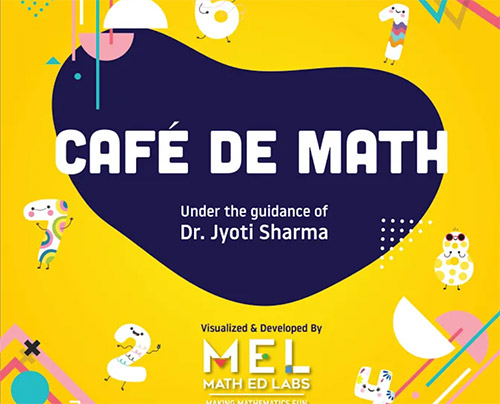 CAFÉ DE MATH
Under the guidance of
Dr. Jyoti Sharma
Visualized & Developed By
MEL
MATH ED LABS
MAKING MATHEMATICS FUN